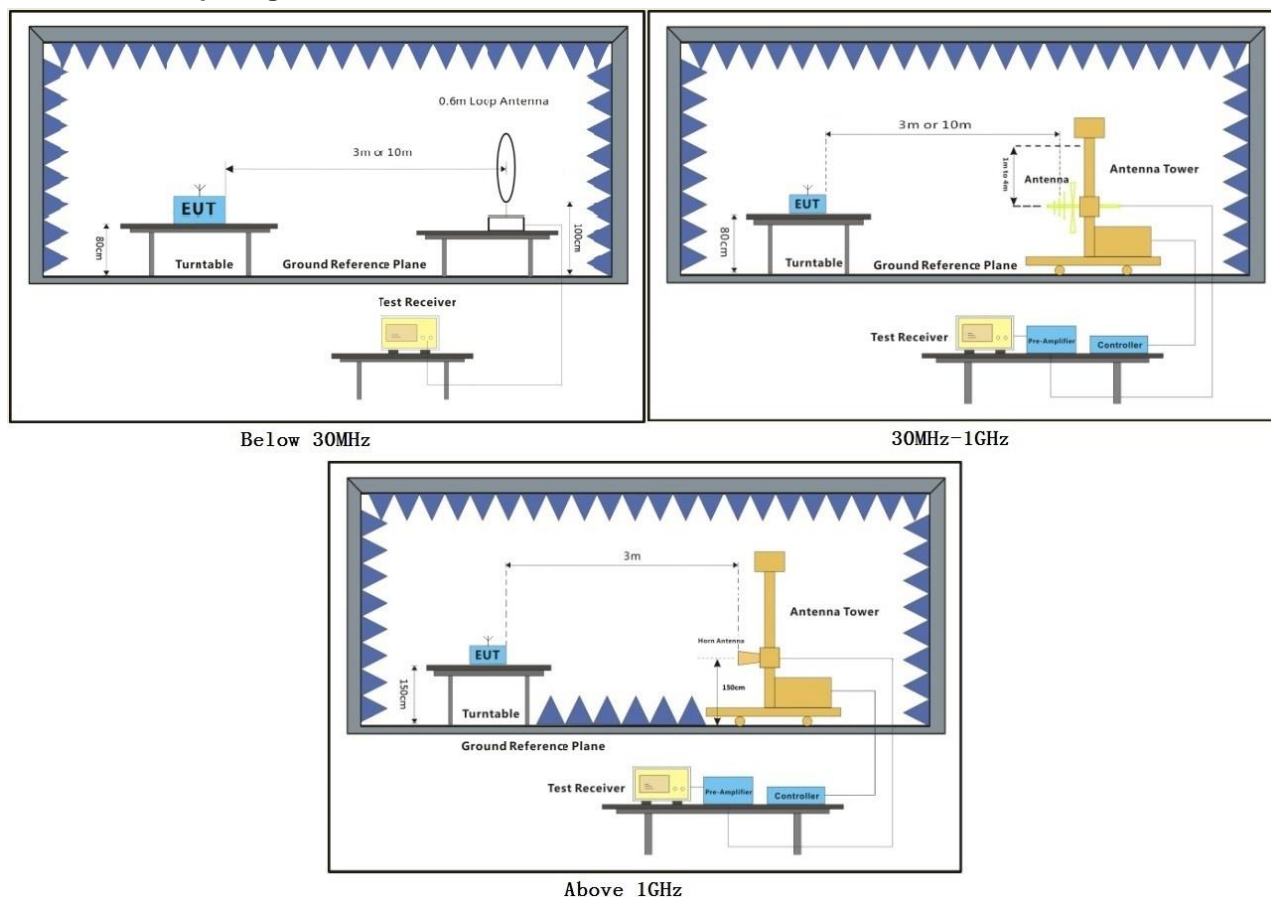 0.6m Loop Antenna
3m or 10m
EUT
80cm
100cm
Turntable
Ground Reference Plane
Test Receiver
Below 30MHz
3m or 10m
1m to 4m
Antenna
Antenna Tower
EUT
80cm
Turntable
Ground Reference Plane
Test Receiver
Pre-Amplifier
Controller
30MHz-1GHz
3m
Antenna Tower
Horn Antenna
EUT
150cm
150cm
Turntable
Ground Reference Plane
Test Receiver
Pre-Amplifier
Controller
Above 1GHz